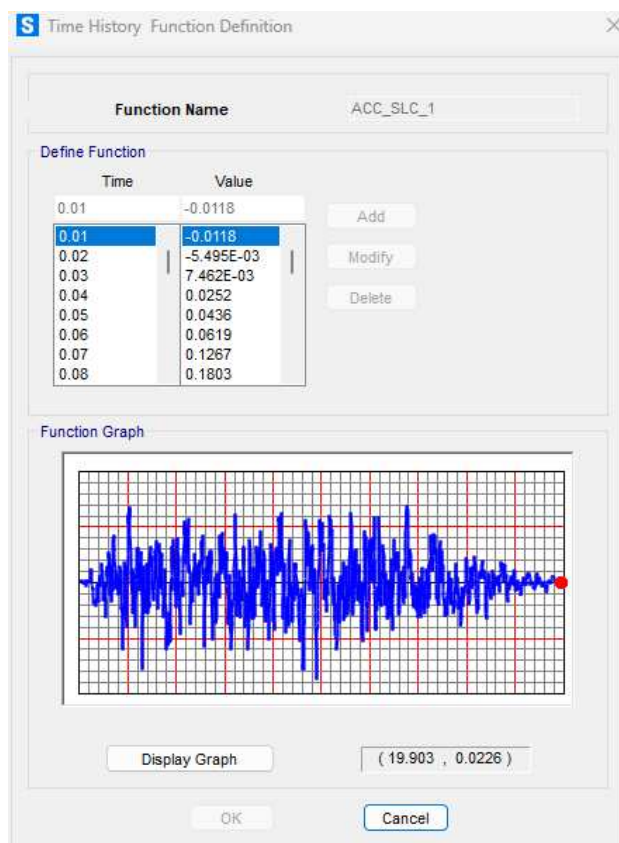 S Time History Function Definition
Function Name ACC_SLC_1
Define Function
Time Value
0.01 -0.0118 Add
0.01 -0.0118
0.02 -5.495E-03 Modify
0.03 7.462E-03
0.04 0.0252 Delete
0.05 0.0436
0.06 0.0619
0.07 0.1267
0.08 0.1803
Function Graph
Display Graph ( 19.903 , 0.0226 )
OK Cancel